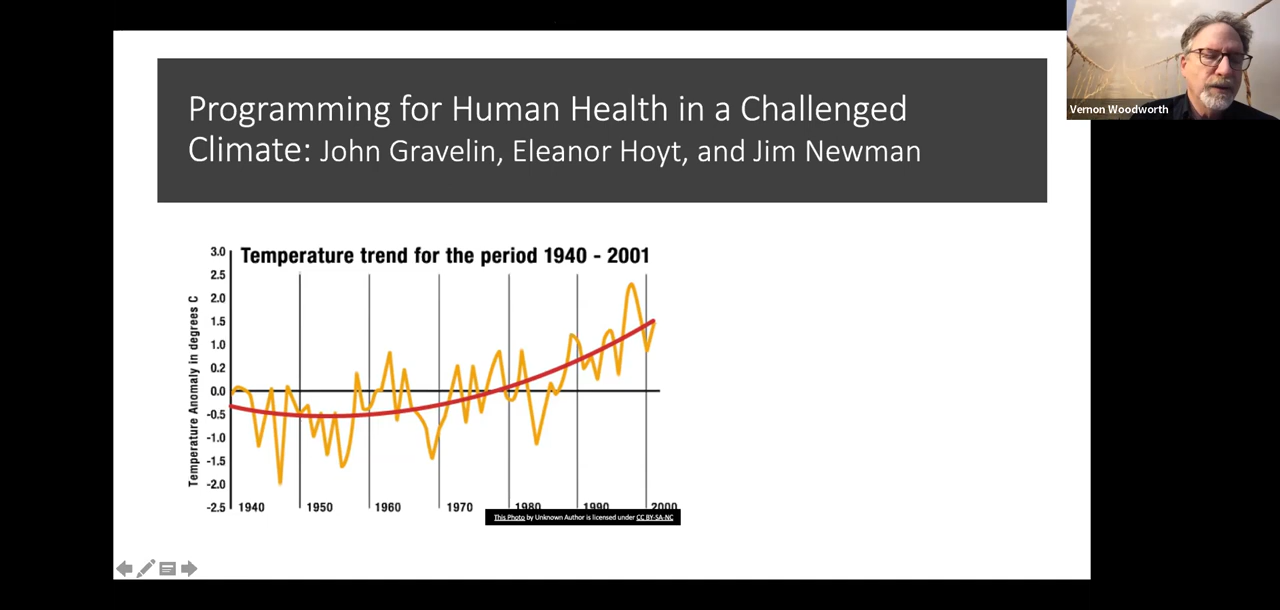 Programming for Human Health in a Challenged
Climate: John Gravelin, Eleanor Hoyt, and Jim Newman
Vernon Woodworth
Temperature trend for the period 1940 - 2001
Temperature Anomaly in degrees C
3.0
2.5
2.0
1.5
1.0
0.2
0.0
-0.5
-1.0
-1.5
-2.0
-2.5
1940 1950 1960 1970 1980 1990 2000
This Photo by Unknown Author is licensed under CC BY-SA-NC